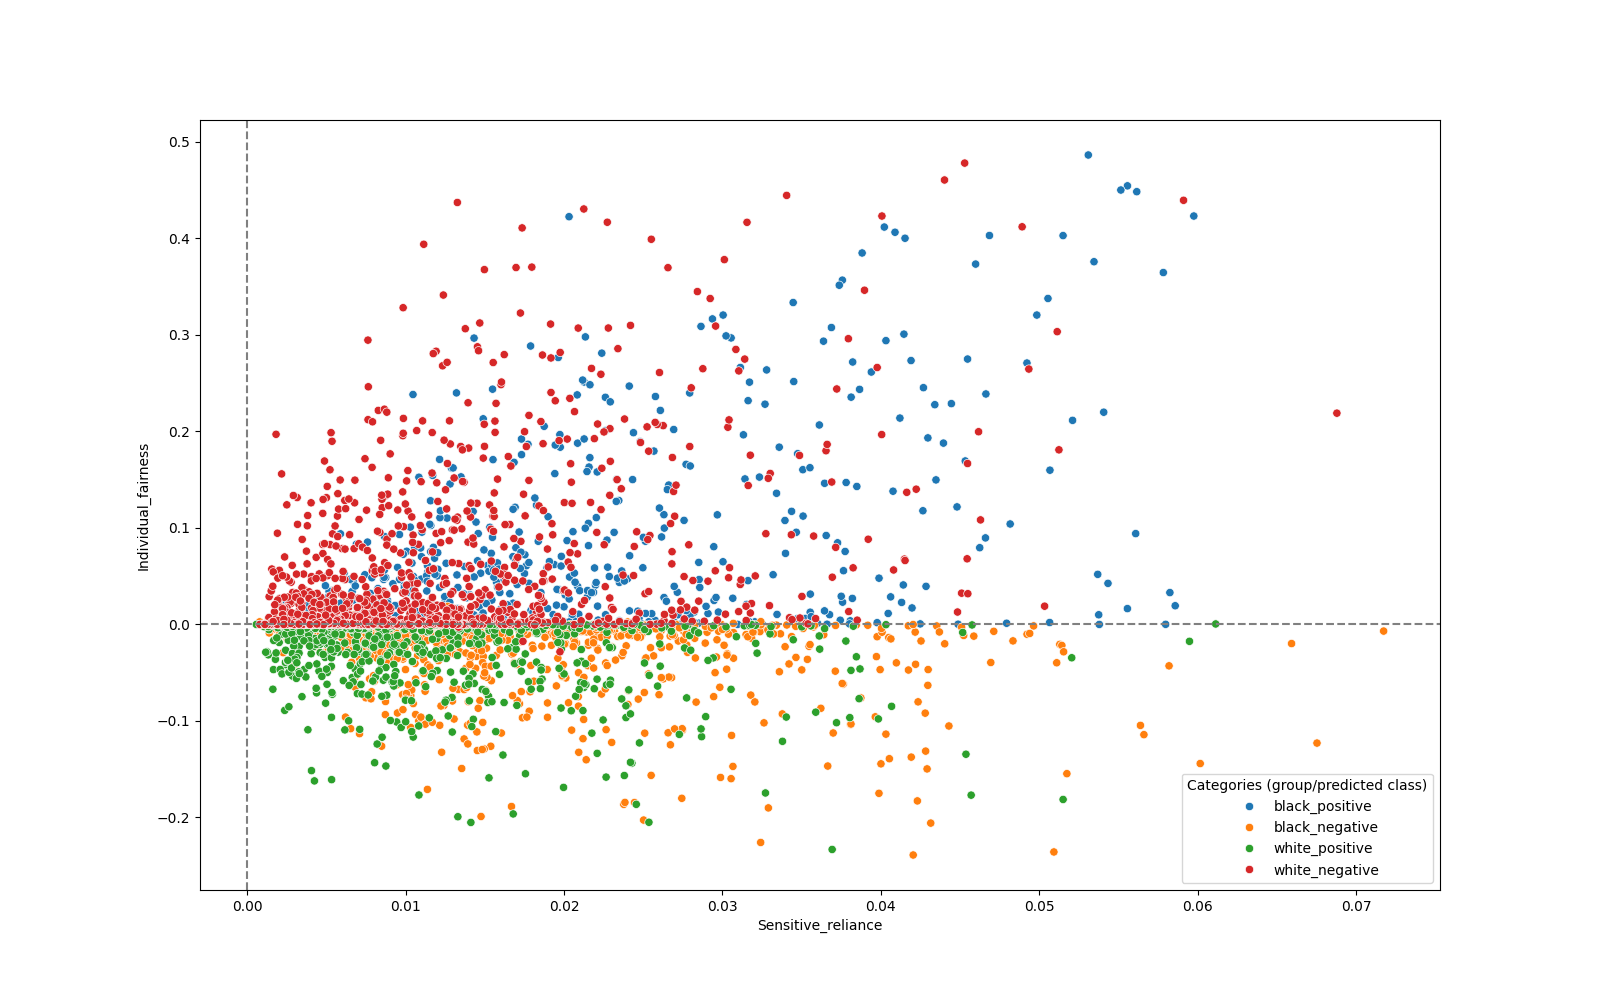 0.5
0.4
0.3
0.2
0.1
0.0
−0.1
−0.2
Individual_fairness
0.00 0.01 0.02 0.03 0.04 0.05 0.06 0.07
Sensitive_reliance
Categories (group/predicted class)
black_positive
black_negative
white_positive
white_negative